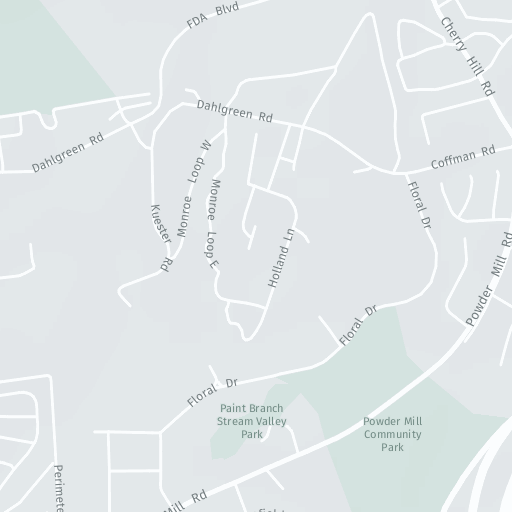 FDA Blvd
Cherry Hill Rd
Dahlgreen Rd
Dahlgreen Rd
Monroe Loop W
Coffman Rd
Monroe Loop E
Kuester Rd
Floral Dr
Holland Ln
Powder Mill Rd
Floral Dr
Floral Dr
Paint Branch
Stream Valley
Park
Powder Mill
Community
Park
Perimete
Mill Rd